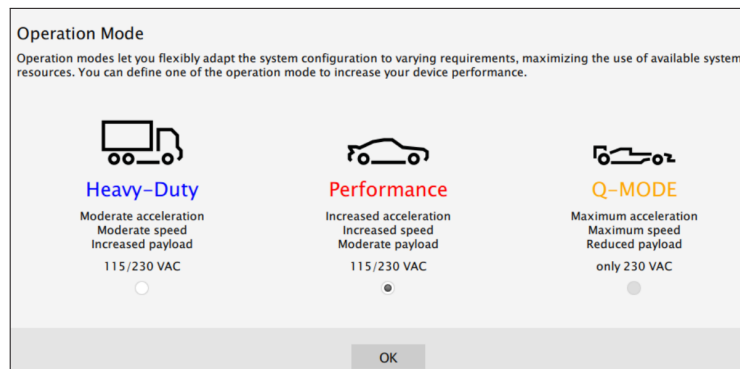 Operation Mode
Operation modes let you flexibly adapt the system configuration to varying requirements, maximizing the use of available system
resources. You can define one of the operation mode to increase your device performance.
Heavy-Duty
Moderate acceleration
Moderate speed
Increased payload
115/230 VAC
Performance
Increased acceleration
Increased speed
Moderate payload
115/230 VAC
Q-MODE
Maximum acceleration
Maximum speed
Reduced payload
only 230 VAC
OK